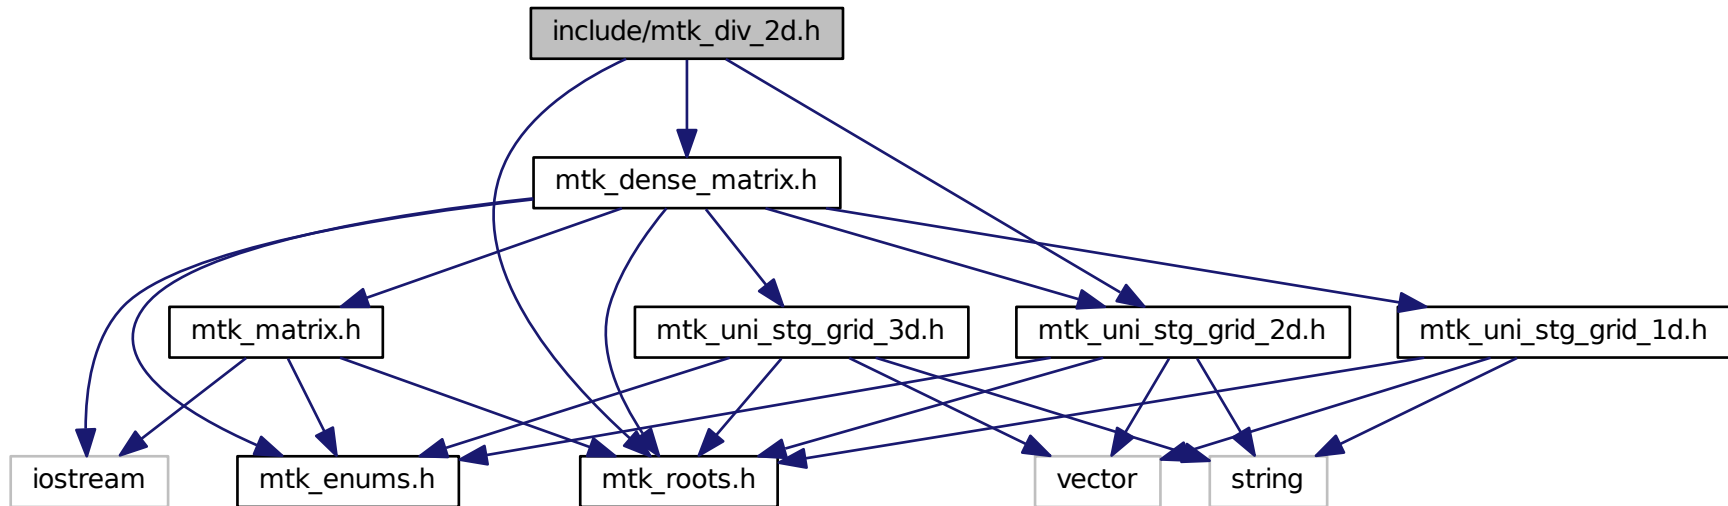 include/mtk_div_2d.h
mtk_dense_matrix.h
mtk_matrix.h
mtk_uni_stg_grid_3d.h
mtk_uni_stg_grid_2d.h
mtk_uni_stg_grid_1d.h
iostream
mtk_enums.h
mtk_roots.h
vector
string